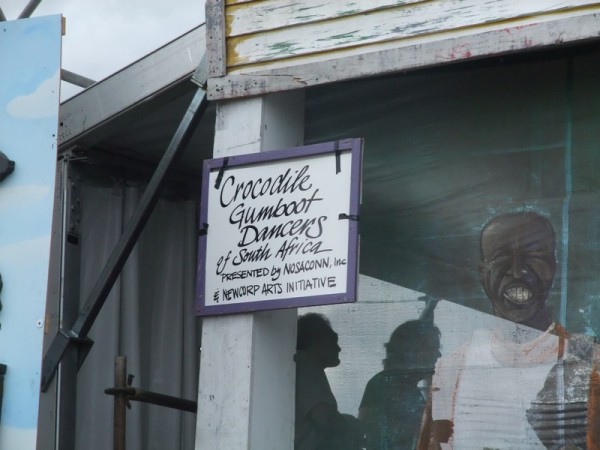 Crocodile
Gumboot
Dancers
of South Africa
PRESENTED by NOSACONN, Inc
& NEWCORP ARTS INITIATIVE